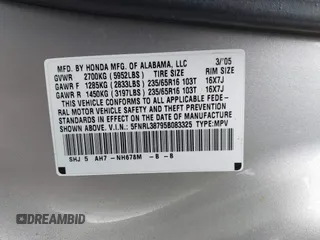 MFD. BY HONDA MFG. OF ALABAMA, LLC 3/'05
GVWR 2700KG (5952LBS) TIRE SIZE RIM SIZE
GAWR F 1285KG (2833LBS) 235/65R16 103T 16X7J
GAWR R 1450KG (3197LBS) 235/65R16 103T 16X7J
THIS VEHICLE CONFORMS TO ALL APPLICABLE FEDE-
RAL MOTOR VEHICLE SAFETY AND THEFT PREVENTION
STANDARDS IN EFFECT ON THE DATE OF MANUFACTURE
SHOWN ABOVE.
V.I.N.: 5FNRL38795B083325 TYPE:MPV
SHJ 5 AH7 -NH678M -B -B
DREAMBID